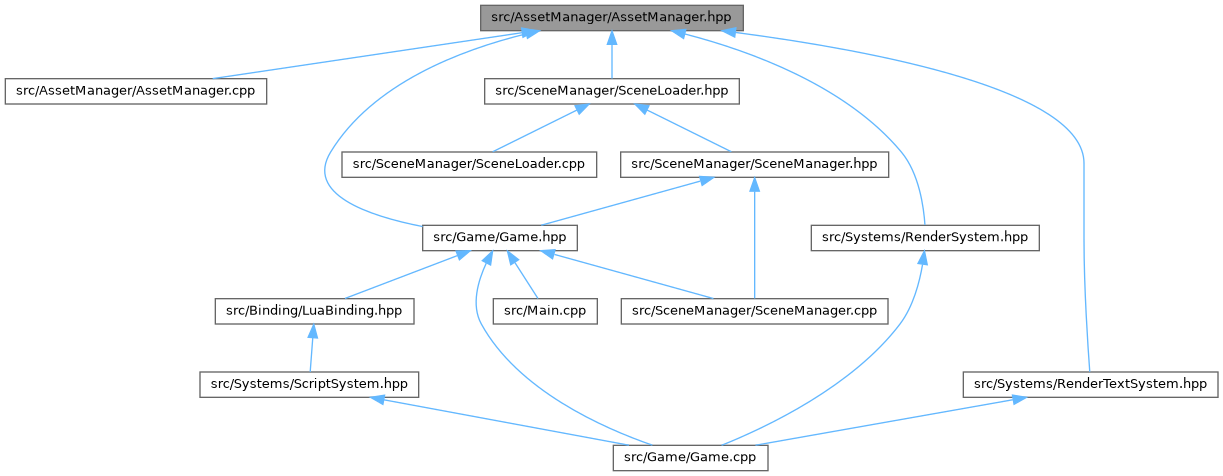 src/AssetManager/AssetManager.hpp
src/AssetManager/AssetManager.cpp
src/SceneManager/SceneLoader.hpp
src/SceneManager/SceneLoader.cpp
src/SceneManager/SceneManager.hpp
src/Game/Game.hpp
src/Systems/RenderSystem.hpp
src/Binding/LuaBinding.hpp
src/Main.cpp
src/SceneManager/SceneManager.cpp
src/Systems/ScriptSystem.hpp
src/Systems/RenderTextSystem.hpp
src/Game/Game.cpp